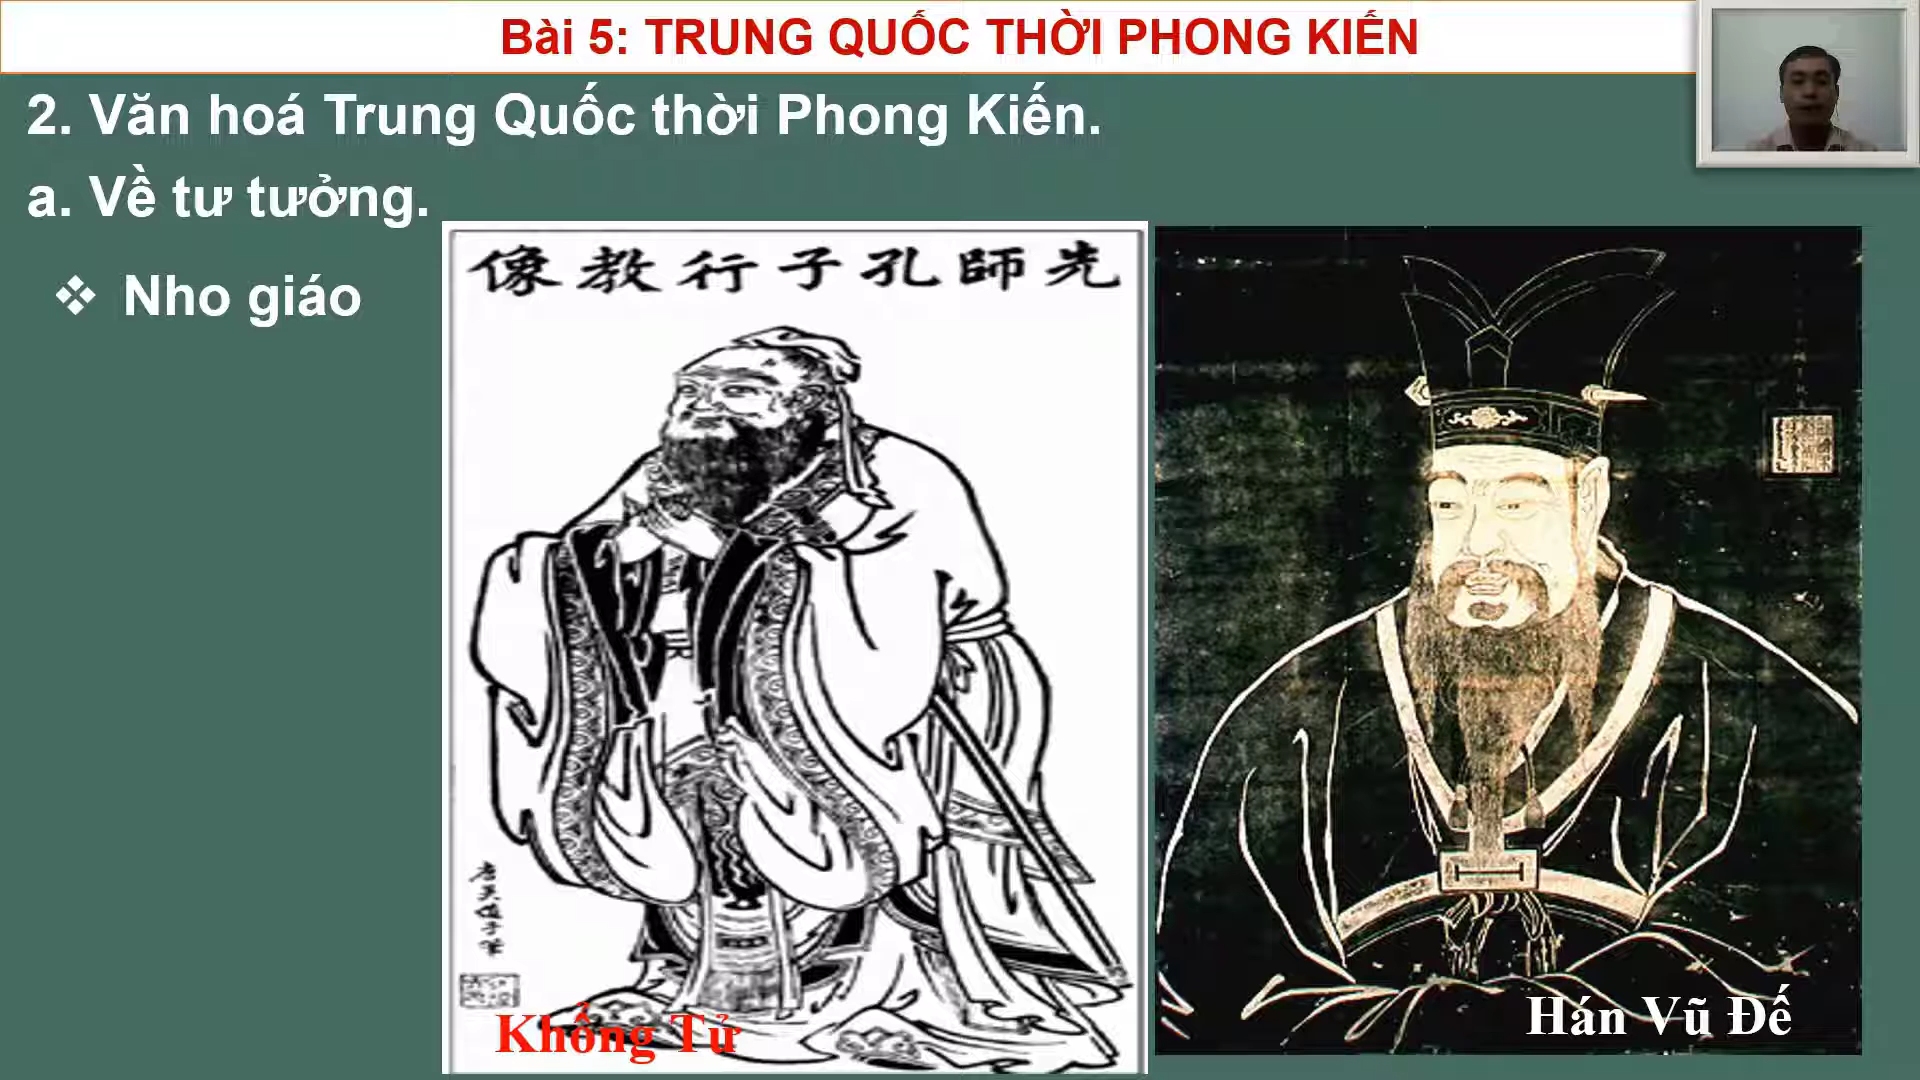 Bài 5: TRUNG QUỐC THỜI PHONG KIẾN
2. Văn hoá Trung Quốc thời Phong Kiến.
a. Về tư tưởng.
❖ Nho giáo
像教行子孔師先
Khổng Tử
Hán Vũ Đế